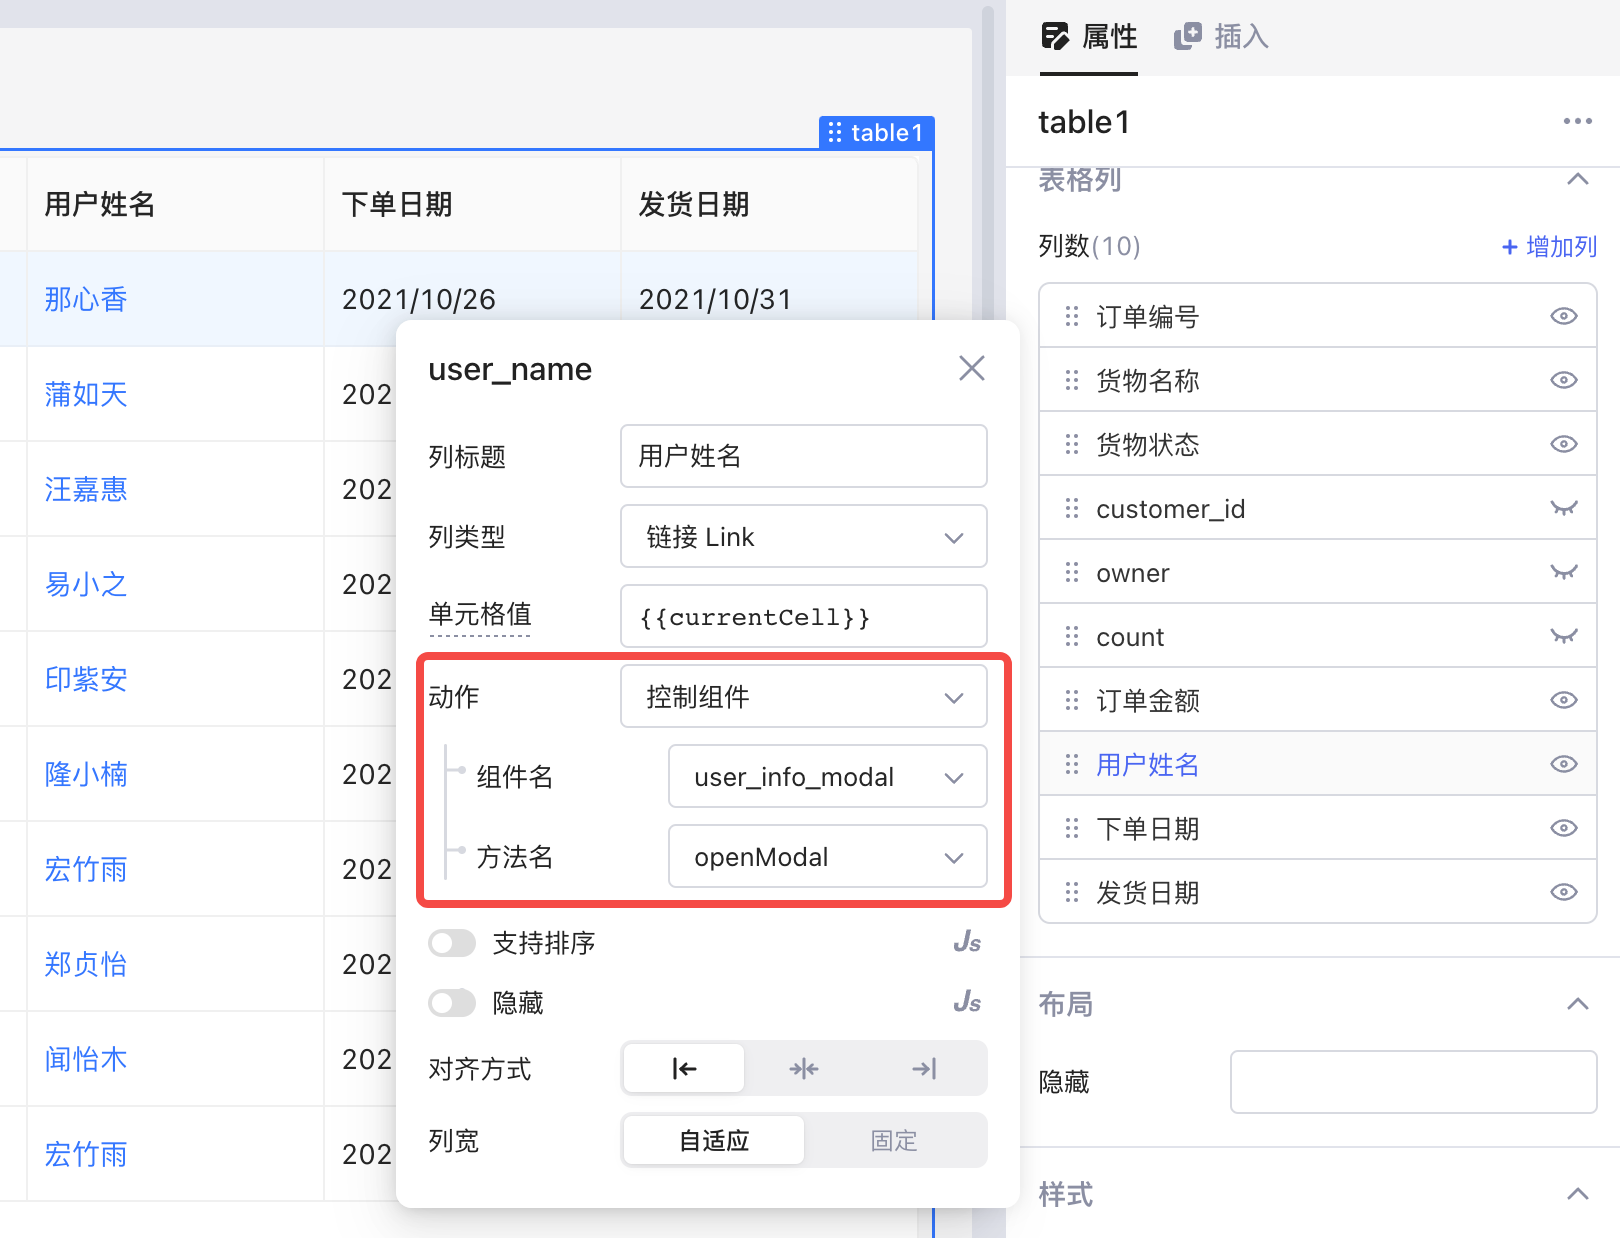 属性
插入
table1
table1
表格列
列数(10)
+ 增加列
订单编号
货物名称
货物状态
customer_id
owner
count
订单金额
用户姓名
下单日期
发货日期
布局
隐藏
样式
用户姓名 下单日期 发货日期
那心香 2021/10/26 2021/10/31
蒲如天 202
汪嘉惠 202
易小之 202
印紫安 202
隆小楠 202
宏竹雨 202
郑贞怡 202
闻怡木 202
宏竹雨 202
user_name
列标题 用户姓名
列类型 链接 Link
单元格值 {{currentCell}}
动作 控制组件
组件名 user_info_modal
方法名 openModal
支持排序 Js
隐藏 Js
对齐方式
列宽 自适应 固定